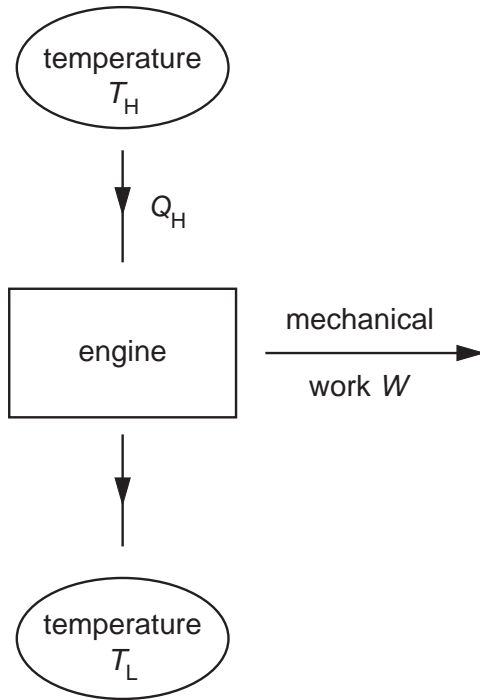 temperature
T_H
Q_H
engine
mechanical
work W
temperature
T_L